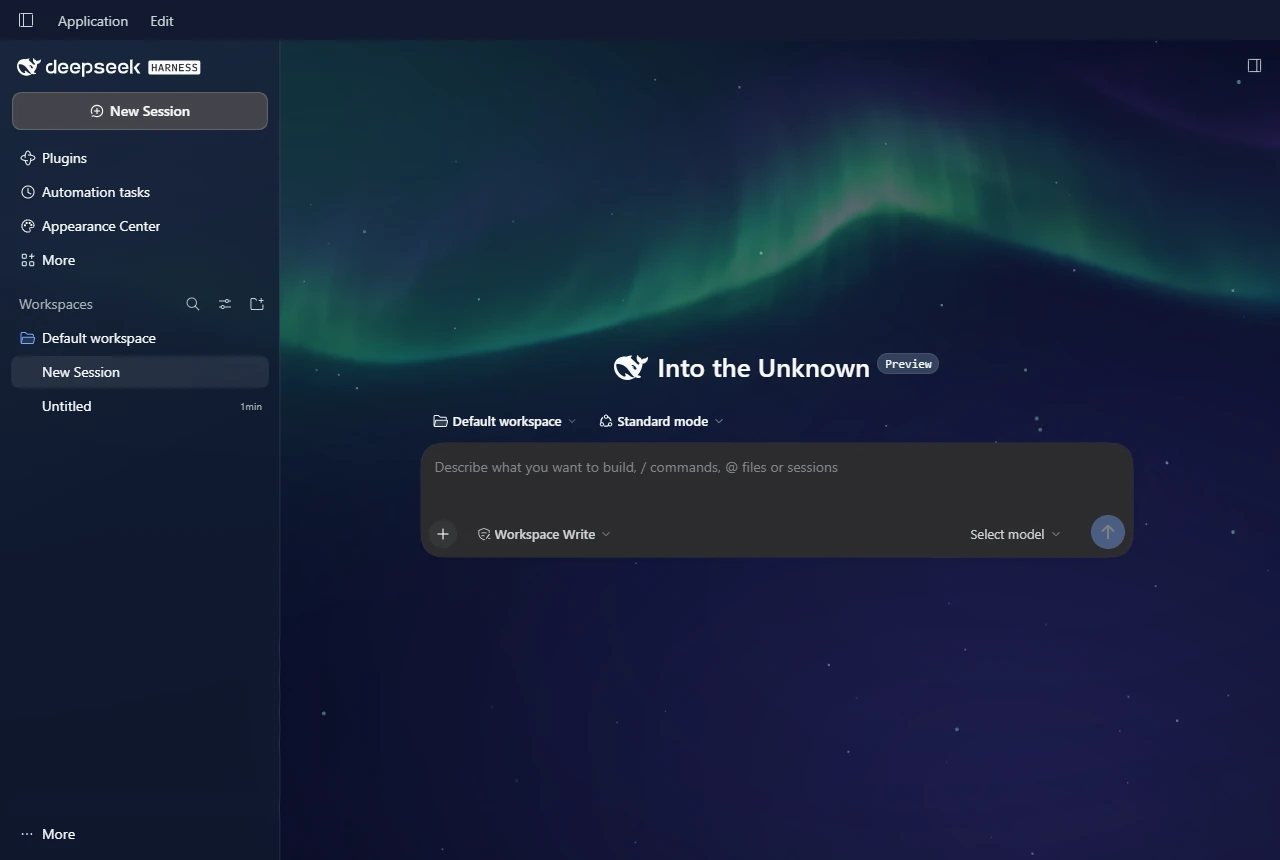 Application Edit
deepseek HARNESS
New Session
Plugins
Automation tasks
Appearance Center
More
Workspaces
Default workspace
New Session
Untitled 1min
Into the Unknown Preview
Default workspace Standard mode
Describe what you want to build, / commands, @ files or sessions
Workspace Write Select model
More